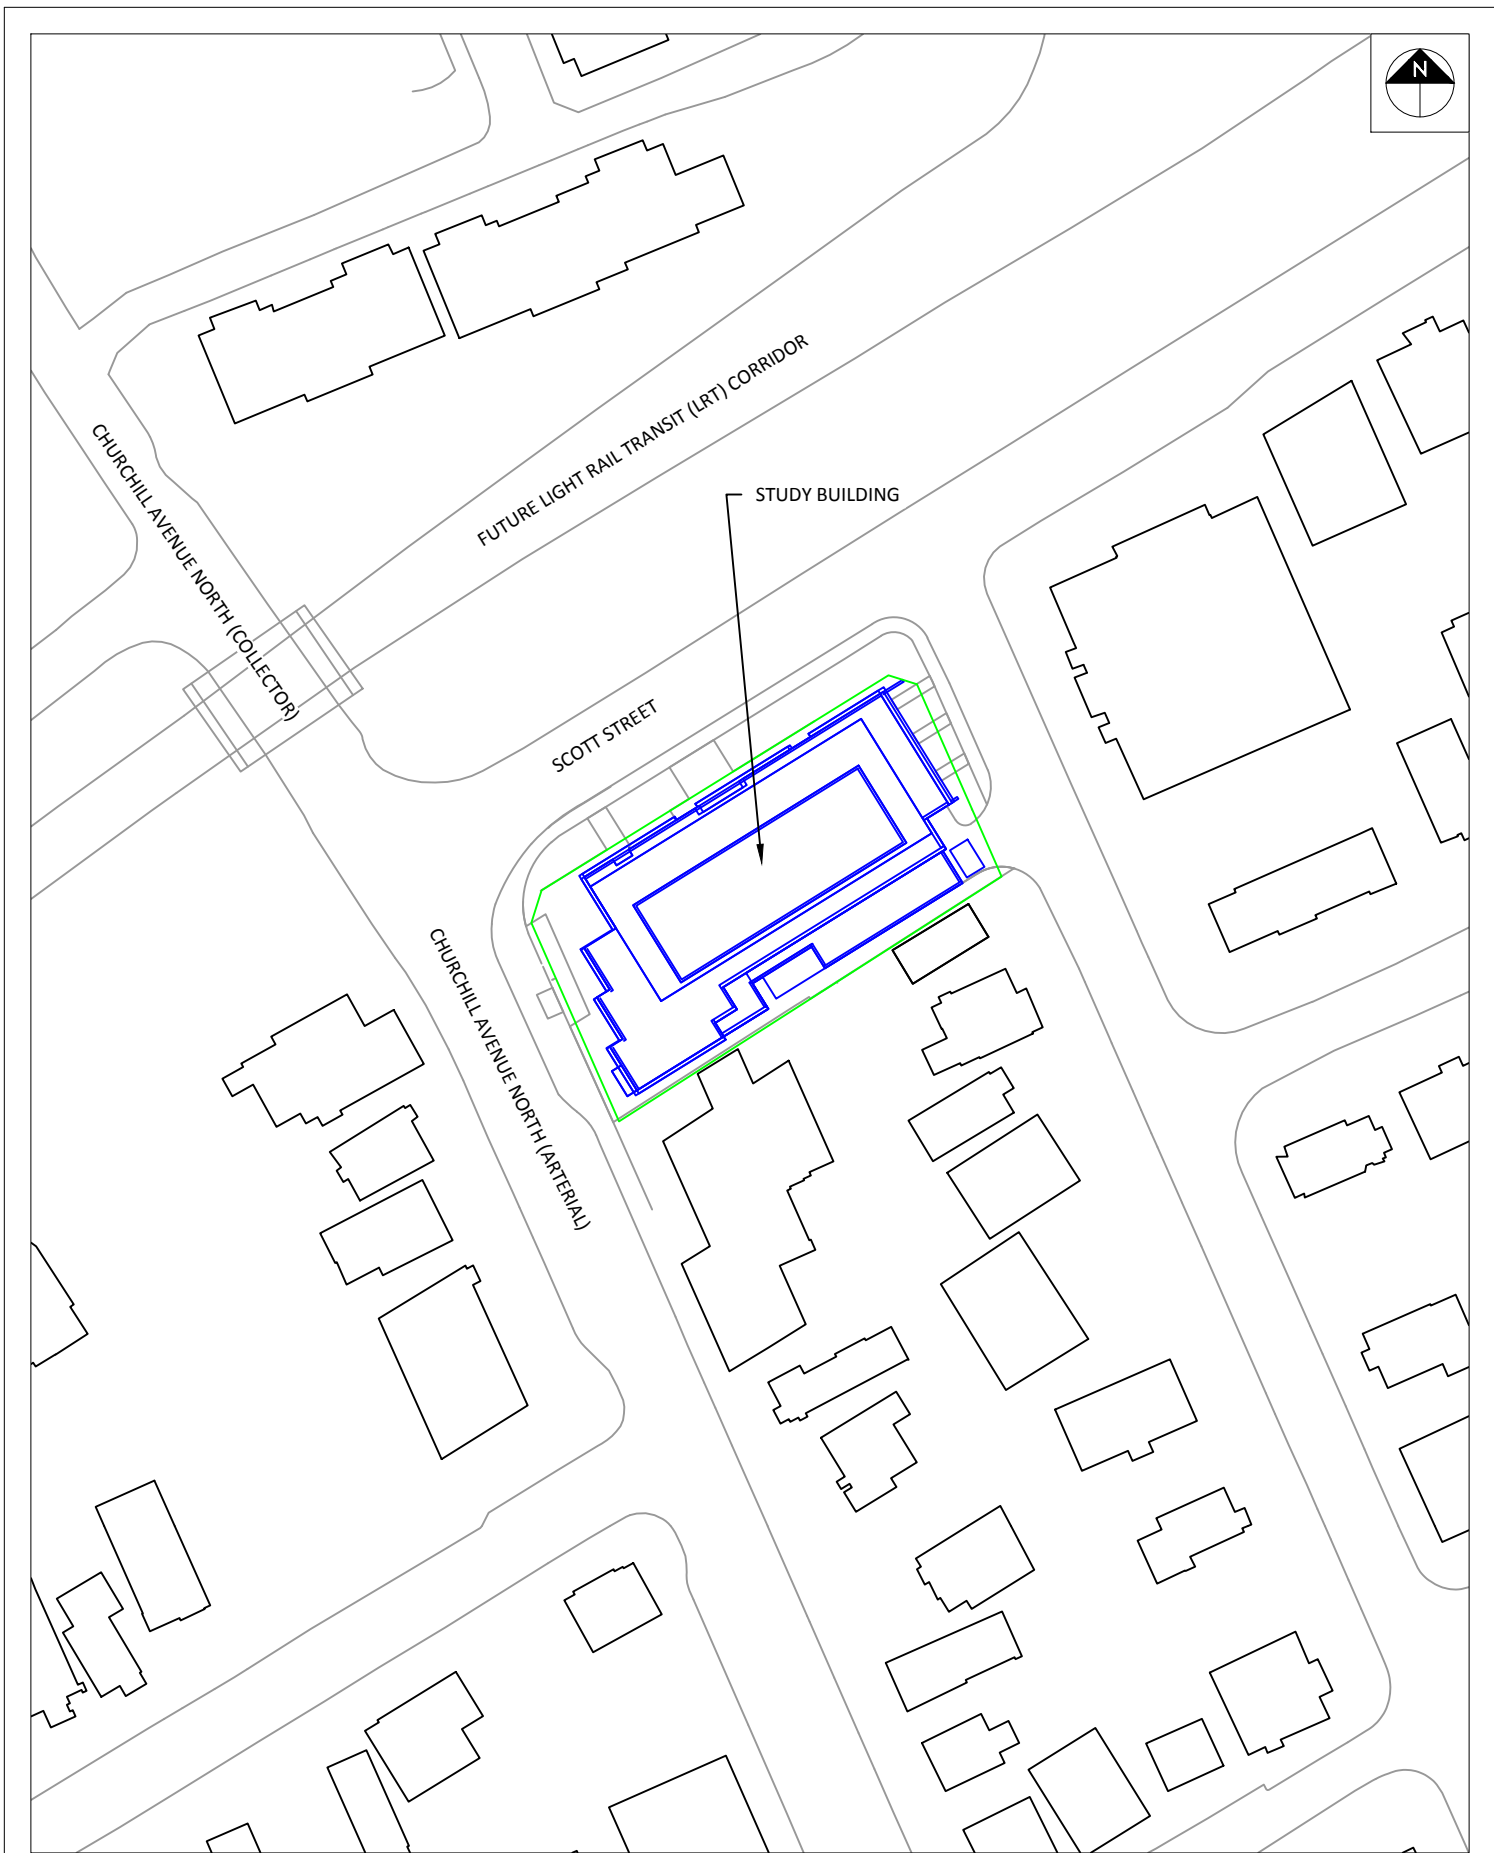 N
FUTURE LIGHT RAIL TRANSIT (LRT) CORRIDOR
CHURCHILL AVENUE NORTH (COLLECTOR)
STUDY BUILDING
SCOTT STREET
CHURCHILL AVENUE NORTH (ARTERIAL)